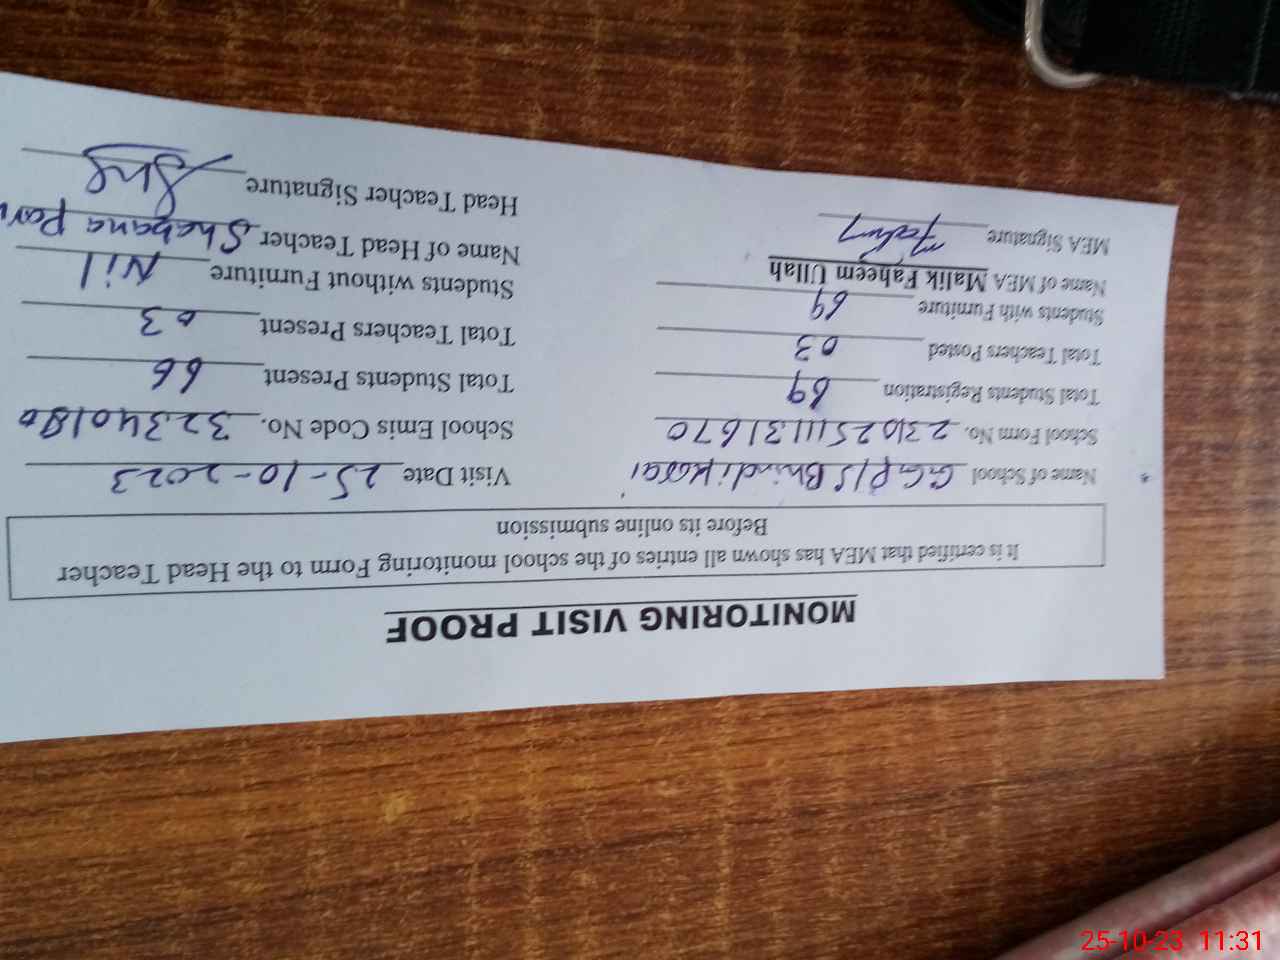 MONITORING VISIT PROOF
It is certified that MEA has shown all entries of the school monitoring Form to the Head Teacher
Before its online submission
Name of School GGP/S Bhindi Korai Visit Date 25-10-2023
School Form No. 231025111131670 School Emis Code No. 32340180
Total Students Registration 69 Total Students Present 66
Total Teachers Posted 03 Total Teachers Present 03
Students with Furniture 69 Students without Furniture Nil
Name of MEA Malik Faheem Ullah Name of Head Teacher Shabana
MEA Signature Head Teacher Signature
25-10-23 11:31